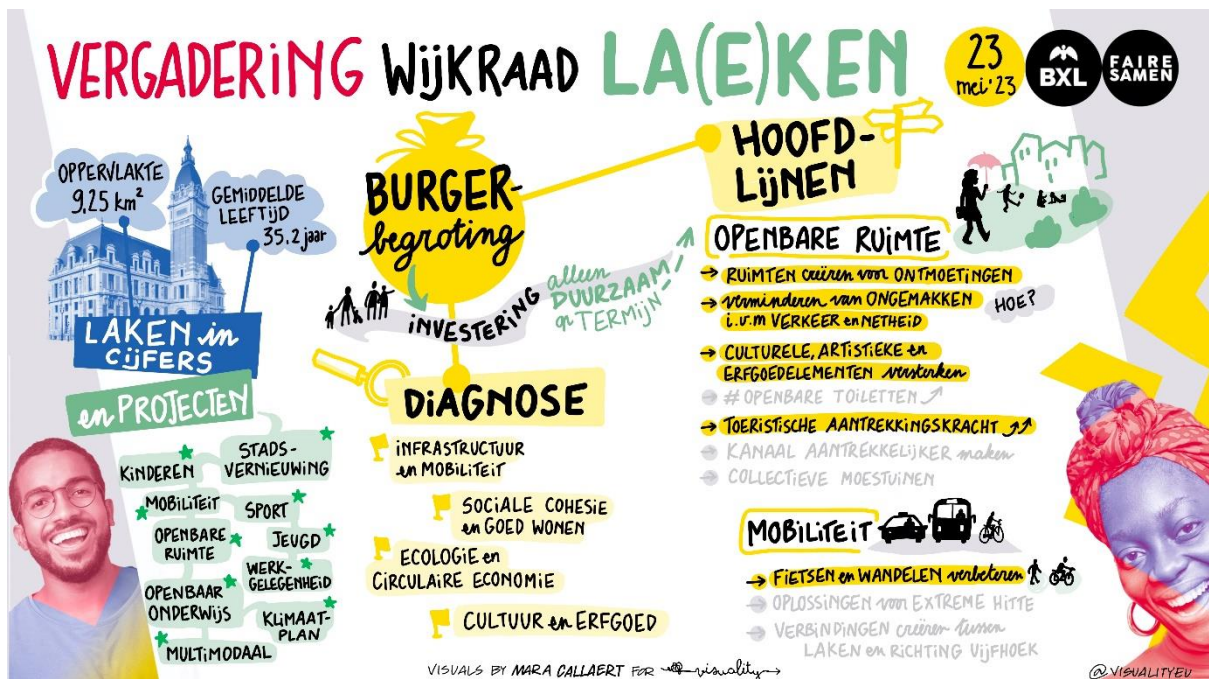 VERGADERING WIJKRAAD LA(E)KEN
23
mei '23
BXL
FAIRE
SAMEN
OPPERVLAKTE
9,25 km²
GEMIDDELDE
LEEFTIJD
35.2 jaar
LAKEN in
CIJFERS
en PROJECTEN
KINDEREN
STADS-
VERNIEUWING
MOBILITEIT
SPORT
OPENBARE
RUIMTE
JEUGD
WERK-
GELEGENHEID
OPENBAAR
ONDERWIJS
KLIMAAT-
PLAN
MULTIMODAAL
BURGER-
begroting
INVESTERING
alleen
DUURZAAM
op TERMIJN
DIAGNOSE
INFRASTRUCTUUR
en MOBILITEIT
SOCIALE COHESIE
en GOED WONEN
ECOLOGIE en
CIRCULAIRE ECONOMIE
CULTUUR en ERFGOED
HOOFD-
LIJNEN
OPENBARE RUIMTE
→ RUIMTEN creëren voor ONTMOETINGEN
→ verminderen van ONGEMAKKEN
i.v.m VERKEER en NETHEID
HOE?
→ CULTURELE, ARTISTIEKE en
ERFGOEDELEMENTEN versterken
→ # OPENBARE TOILETTEN ↗
→ TOERISTISCHE AANTREKKINGSKRACHT ↗↗
→ KANAAL AANTREKKELIJKER maken
→ COLLECTIEVE MOESTUINEN
MOBILITEIT
→ FIETSEN en WANDELEN verbeteren
→ OPLOSSINGEN voor EXTREME HITTE
→ VERBINDINGEN creëren tussen
LAKEN en RICHTING VIJFHOEK
VISUALS BY MARA CALLAERT FOR visuality
@VISUALITYEU